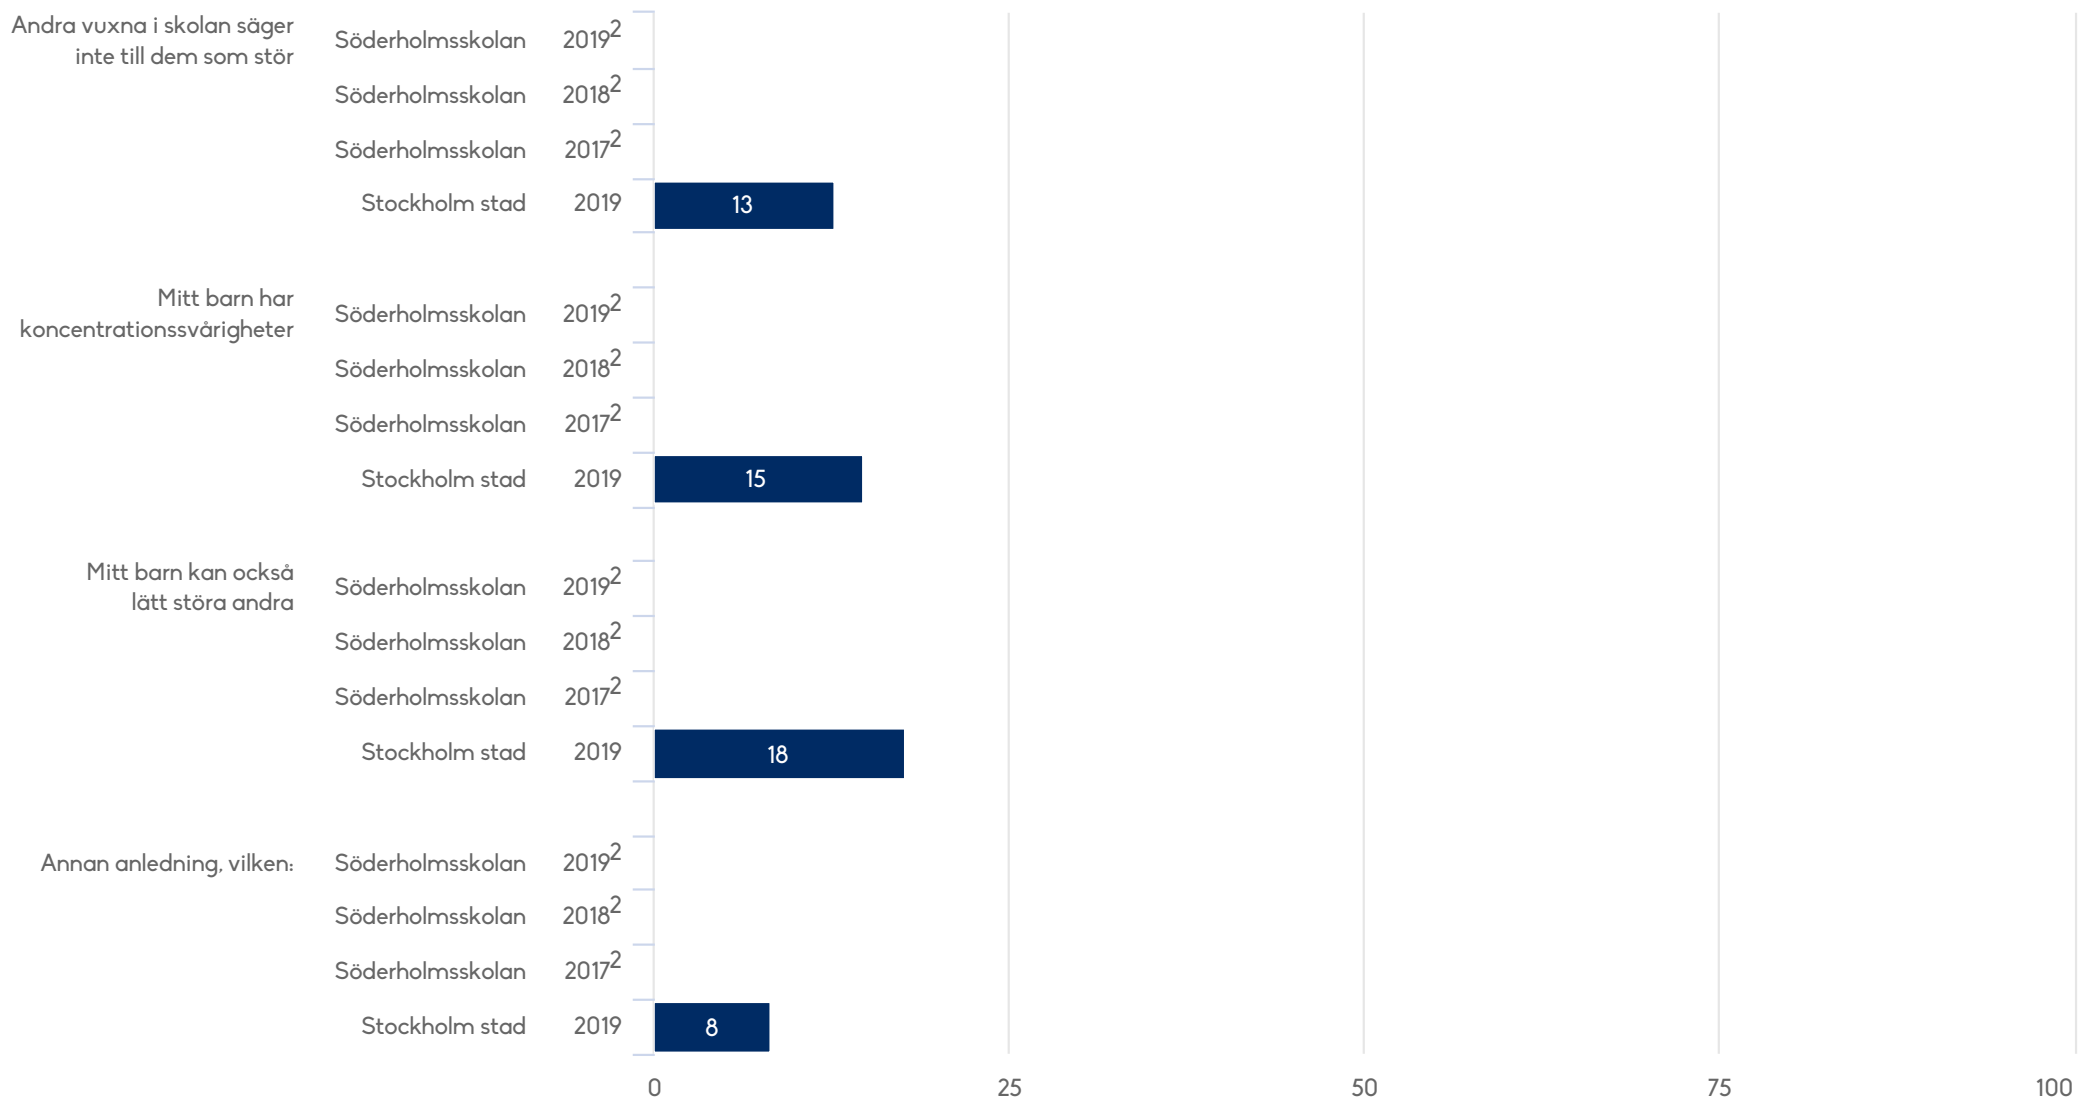 Andra vuxna i skolan säger
inte till dem som stör
Söderholmsskolan 2019²
Söderholmsskolan 2018²
Söderholmsskolan 2017²
Stockholm stad 2019 13
Mitt barn har
koncentrationssvårigheter
Söderholmsskolan 2019²
Söderholmsskolan 2018²
Söderholmsskolan 2017²
Stockholm stad 2019 15
Mitt barn kan också
lätt störa andra
Söderholmsskolan 2019²
Söderholmsskolan 2018²
Söderholmsskolan 2017²
Stockholm stad 2019 18
Annan anledning, vilken: Söderholmsskolan 2019²
Söderholmsskolan 2018²
Söderholmsskolan 2017²
Stockholm stad 2019 8
0 25 50 75 100